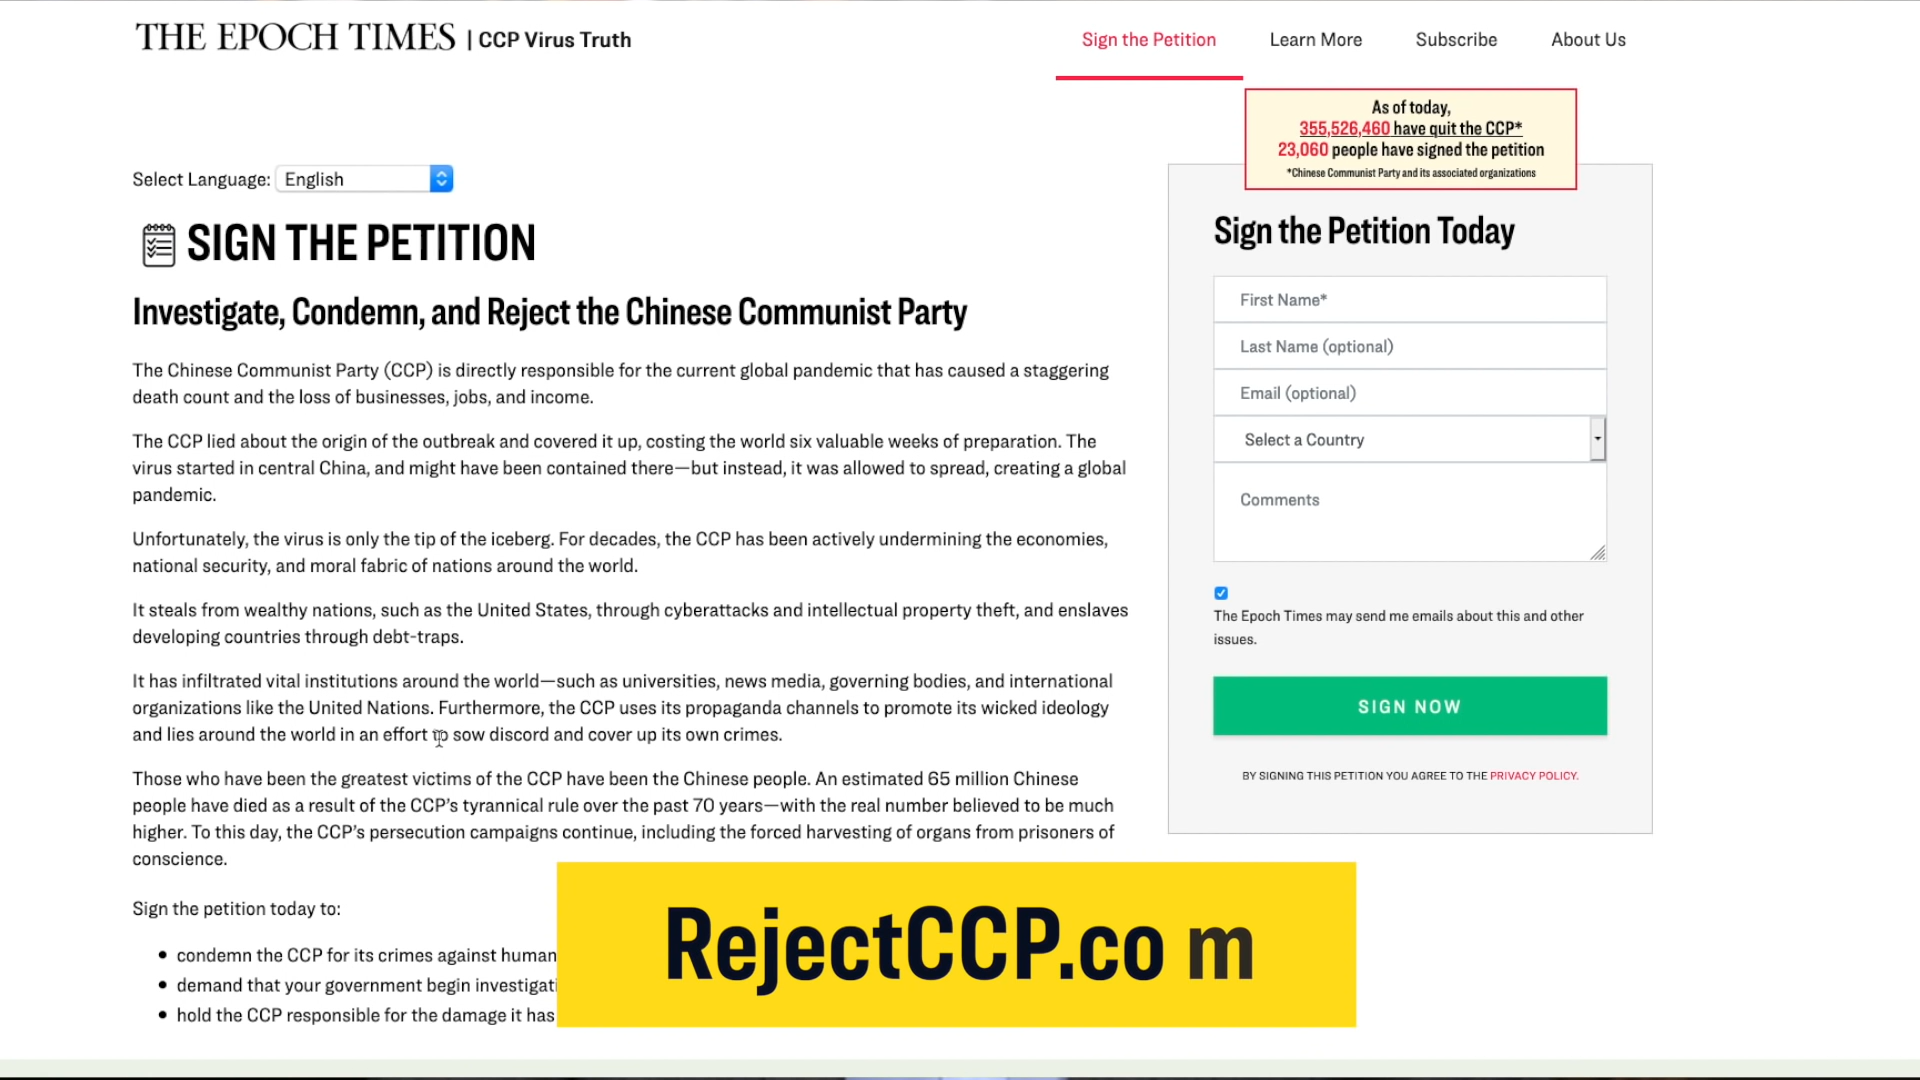 THE EPOCH TIMES | CCP Virus Truth
Sign the Petition
Learn More
Subscribe
About Us
As of today,
355,526,460 have quit the CCP*
23,060 people have signed the petition
*Chinese Communist Party and its associated organizations
Select Language: English
SIGN THE PETITION
Investigate, Condemn, and Reject the Chinese Communist Party
The Chinese Communist Party (CCP) is directly responsible for the current global pandemic that has caused a staggering
death count and the loss of businesses, jobs, and income.
The CCP lied about the origin of the outbreak and covered it up, costing the world six valuable weeks of preparation. The
virus started in central China, and might have been contained there—but instead, it was allowed to spread, creating a global
pandemic.
Unfortunately, the virus is only the tip of the iceberg. For decades, the CCP has been actively undermining the economies,
national security, and moral fabric of nations around the world.
It steals from wealthy nations, such as the United States, through cyberattacks and intellectual property theft, and enslaves
developing countries through debt-traps.
It has infiltrated vital institutions around the world—such as universities, news media, governing bodies, and international
organizations like the United Nations. Furthermore, the CCP uses its propaganda channels to promote its wicked ideology
and lies around the world in an effort to sow discord and cover up its own crimes.
Those who have been the greatest victims of the CCP have been the Chinese people. An estimated 65 million Chinese
people have died as a result of the CCP's tyrannical rule over the past 70 years—with the real number believed to be much
higher. To this day, the CCP's persecution campaigns continue, including the forced harvesting of organs from prisoners of
conscience.
Sign the petition today to:
condemn the CCP for its crimes against human
demand that your government begin investigati
hold the CCP responsible for the damage it has
Sign the Petition Today
First Name*
Last Name (optional)
Email (optional)
Select a Country
Comments
The Epoch Times may send me emails about this and other
issues.
SIGN NOW
BY SIGNING THIS PETITION YOU AGREE TO THE PRIVACY POLICY.
RejectCCP.co m